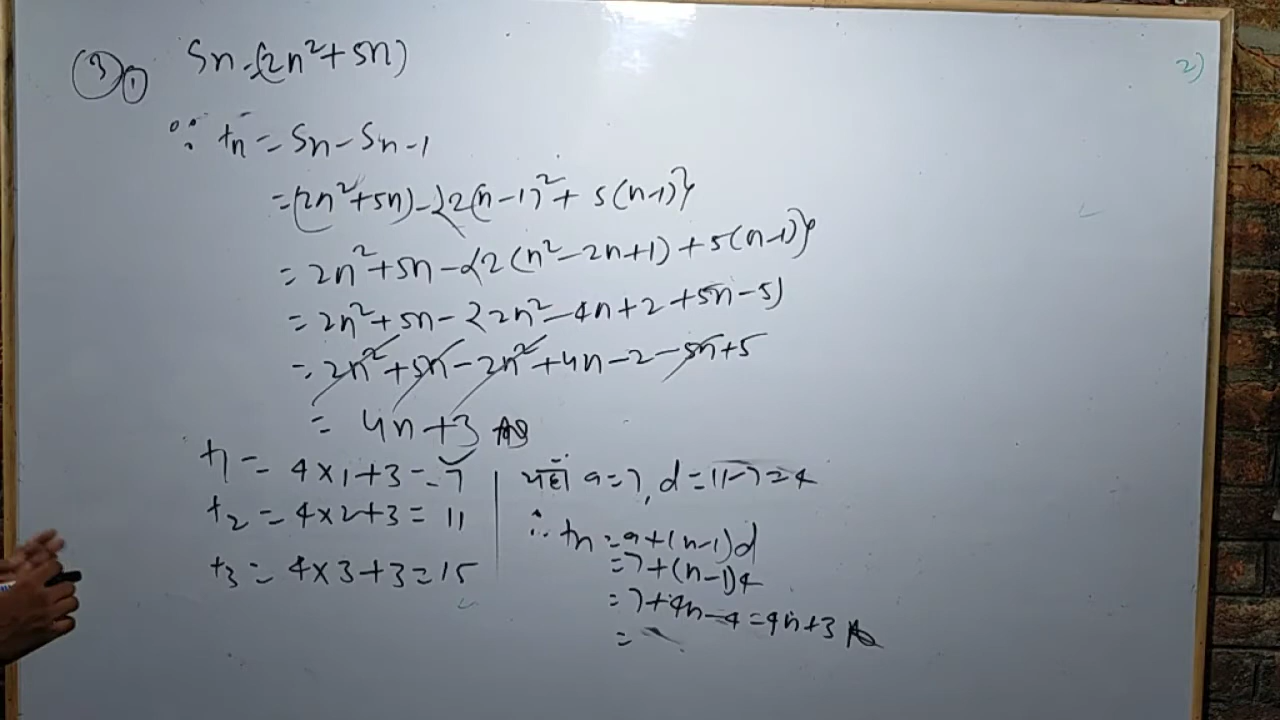 ③① Sn = (2n²+5n)
2)
∵ tn = Sn - Sn-1
= (2n²+5n) - {2(n-1)² + 5(n-1)}
= 2n²+5n - {2(n²-2n+1) + 5(n-1)}
= 2n²+5n - {2n²-4n+2+5n-5}
= 2n²+5n-2n²+4n-2-5n+5
= 4n+3 Ans
t1 = 4×1+3 = 7
t2 = 4×2+3 = 11
t3 = 4×3+3 = 15
यहाँ a=7, d=11-7=4
∴ tn = a+(n-1)d
= 7+(n-1)4
= 7+4n-4 = 4n+3
=